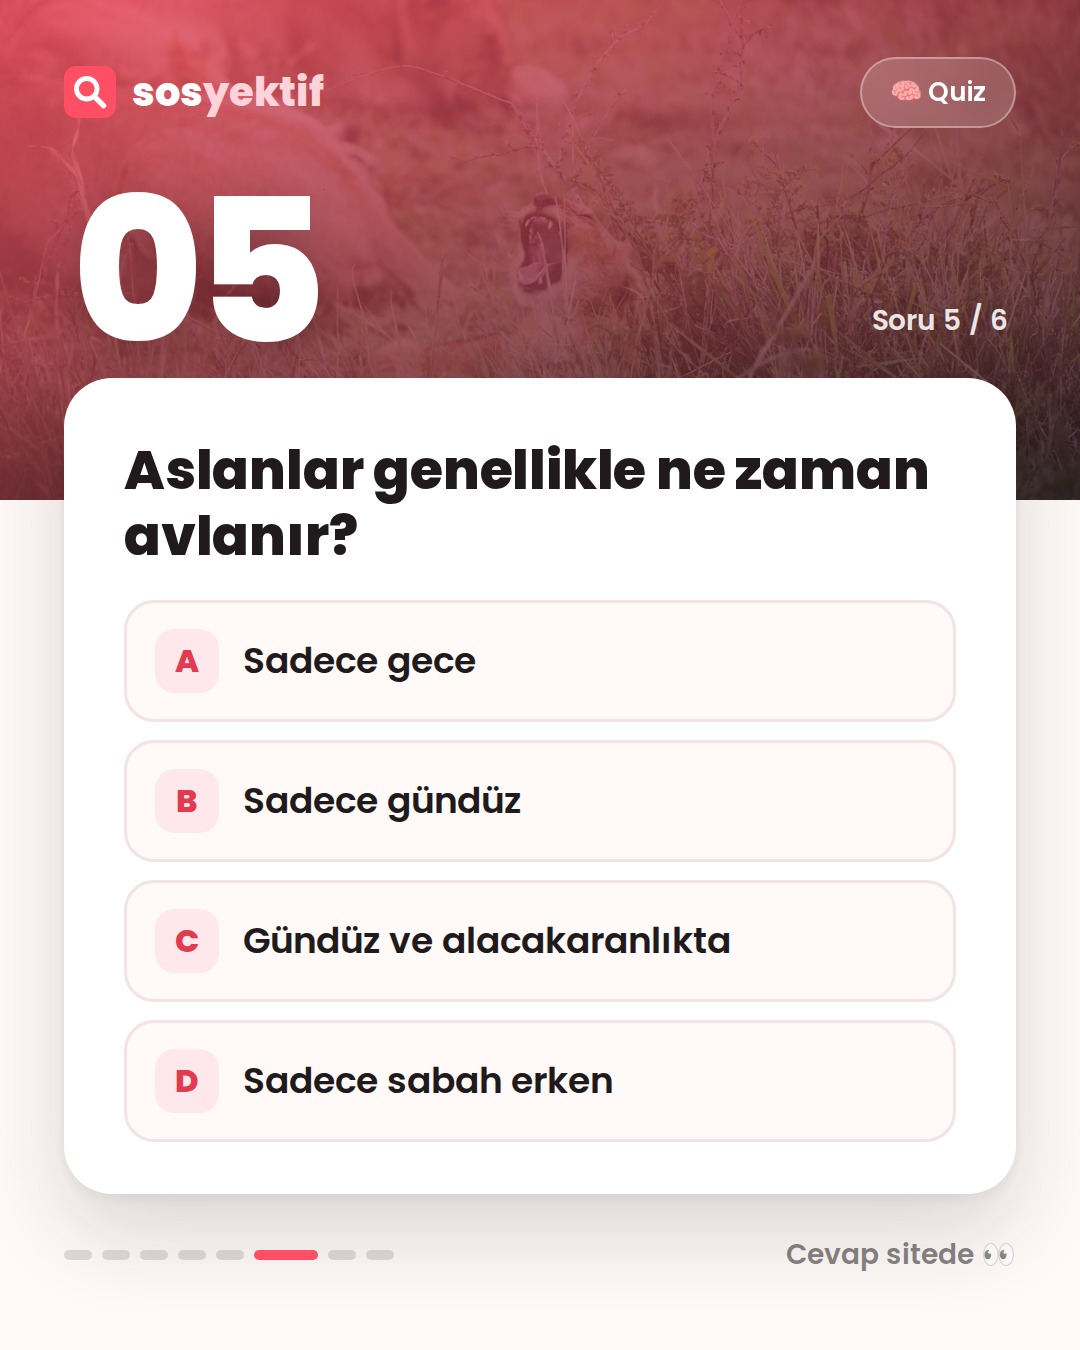 sosyektif
🧠 Quiz
05
Soru 5 / 6
Aslanlar genellikle ne zaman
avlanır?
A Sadece gece
B Sadece gündüz
C Gündüz ve alacakaranlıkta
D Sadece sabah erken
Cevap sitede 👀